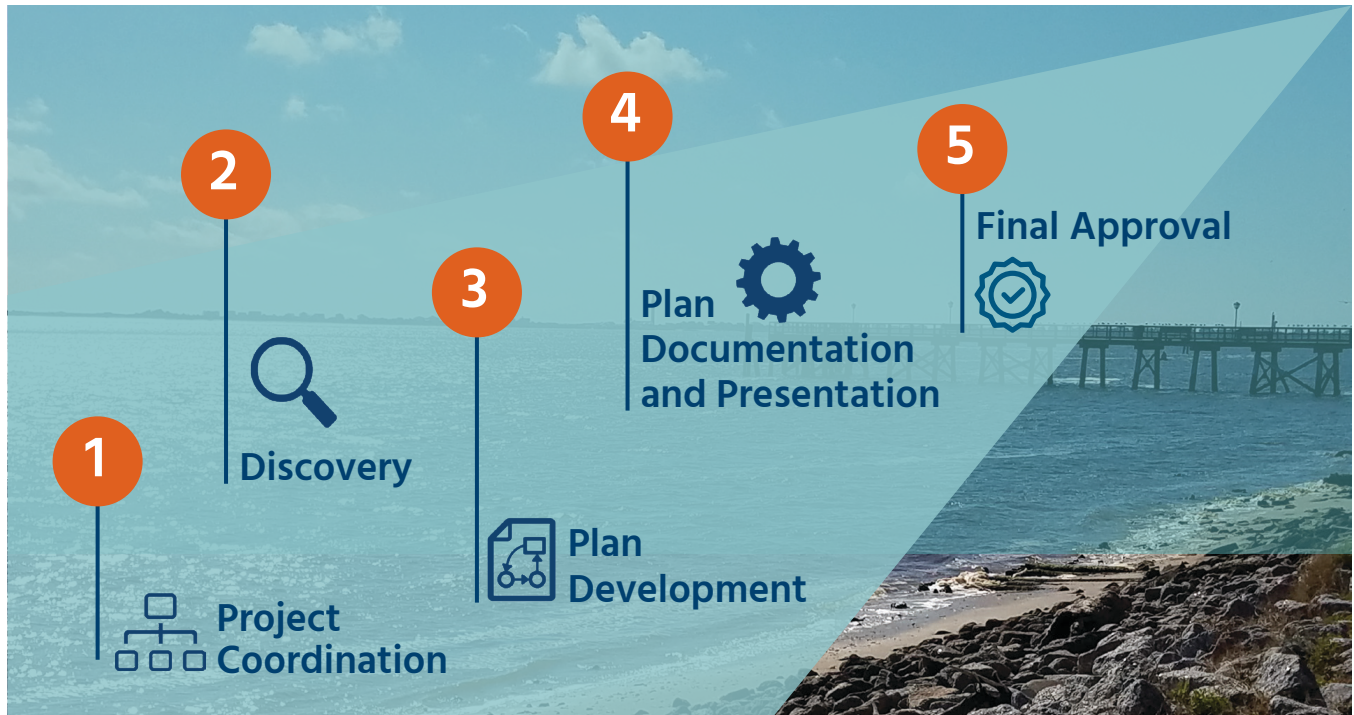 1
Project
Coordination
2
Discovery
3
Plan
Development
4
Plan
Documentation
and Presentation
5
Final Approval